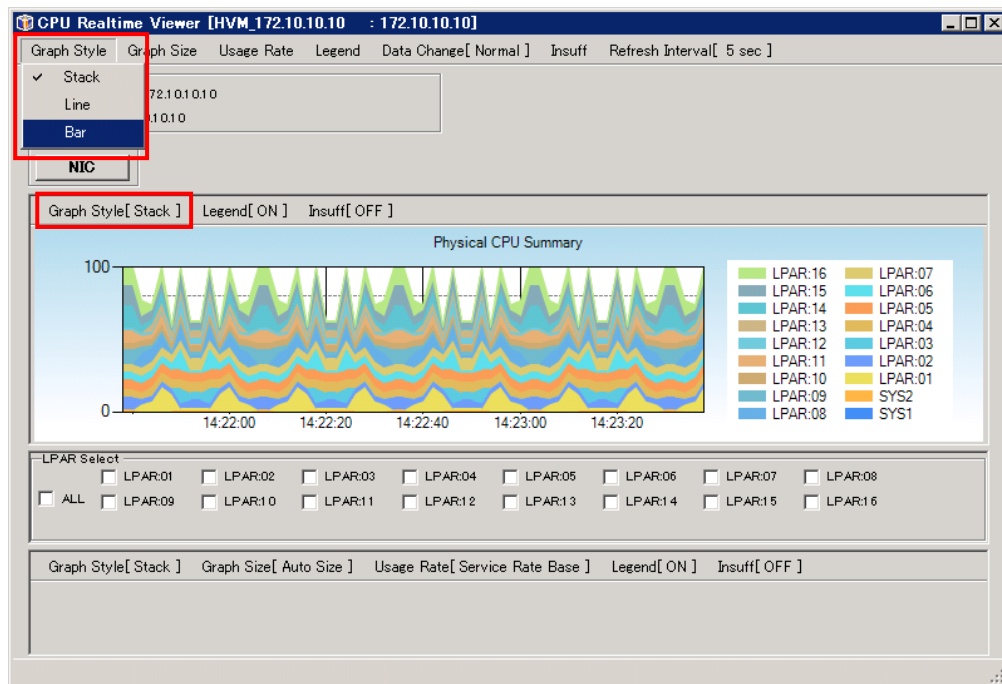 CPU Realtime Viewer [HVM_172.10.10.10 : 172.10.10.10]
Graph Style Graph Size Usage Rate Legend Data Change[ Normal ] Insuff Refresh Interval[ 5 sec ]
Stack
Line
Bar
72.10.10.10
.10.10
NIC
Graph Style[ Stack ] Legend[ ON ] Insuff[ OFF ]
Physical CPU Summary
100
0
14:22:00 14:22:20 14:22:40 14:23:00 14:23:20
LPAR:16 LPAR:07
LPAR:15 LPAR:06
LPAR:14 LPAR:05
LPAR:13 LPAR:04
LPAR:12 LPAR:03
LPAR:11 LPAR:02
LPAR:10 LPAR:01
LPAR:09 SYS2
LPAR:08 SYS1
LPAR Select
LPAR:01 LPAR:02 LPAR:03 LPAR:04 LPAR:05 LPAR:06 LPAR:07 LPAR:08
ALL LPAR:09 LPAR:10 LPAR:11 LPAR:12 LPAR:13 LPAR:14 LPAR:15 LPAR:16
Graph Style[ Stack ] Graph Size[ Auto Size ] Usage Rate[ Service Rate Base ] Legend[ ON ] Insuff[ OFF ]